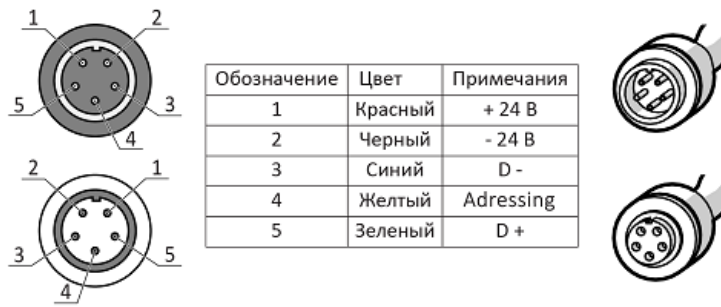 1 2
5 3
4
2 1
3 5
4
Обозначение Цвет Примечания
1 Красный + 24 В
2 Черный - 24 В
3 Синий D -
4 Желтый Adressing
5 Зеленый D +